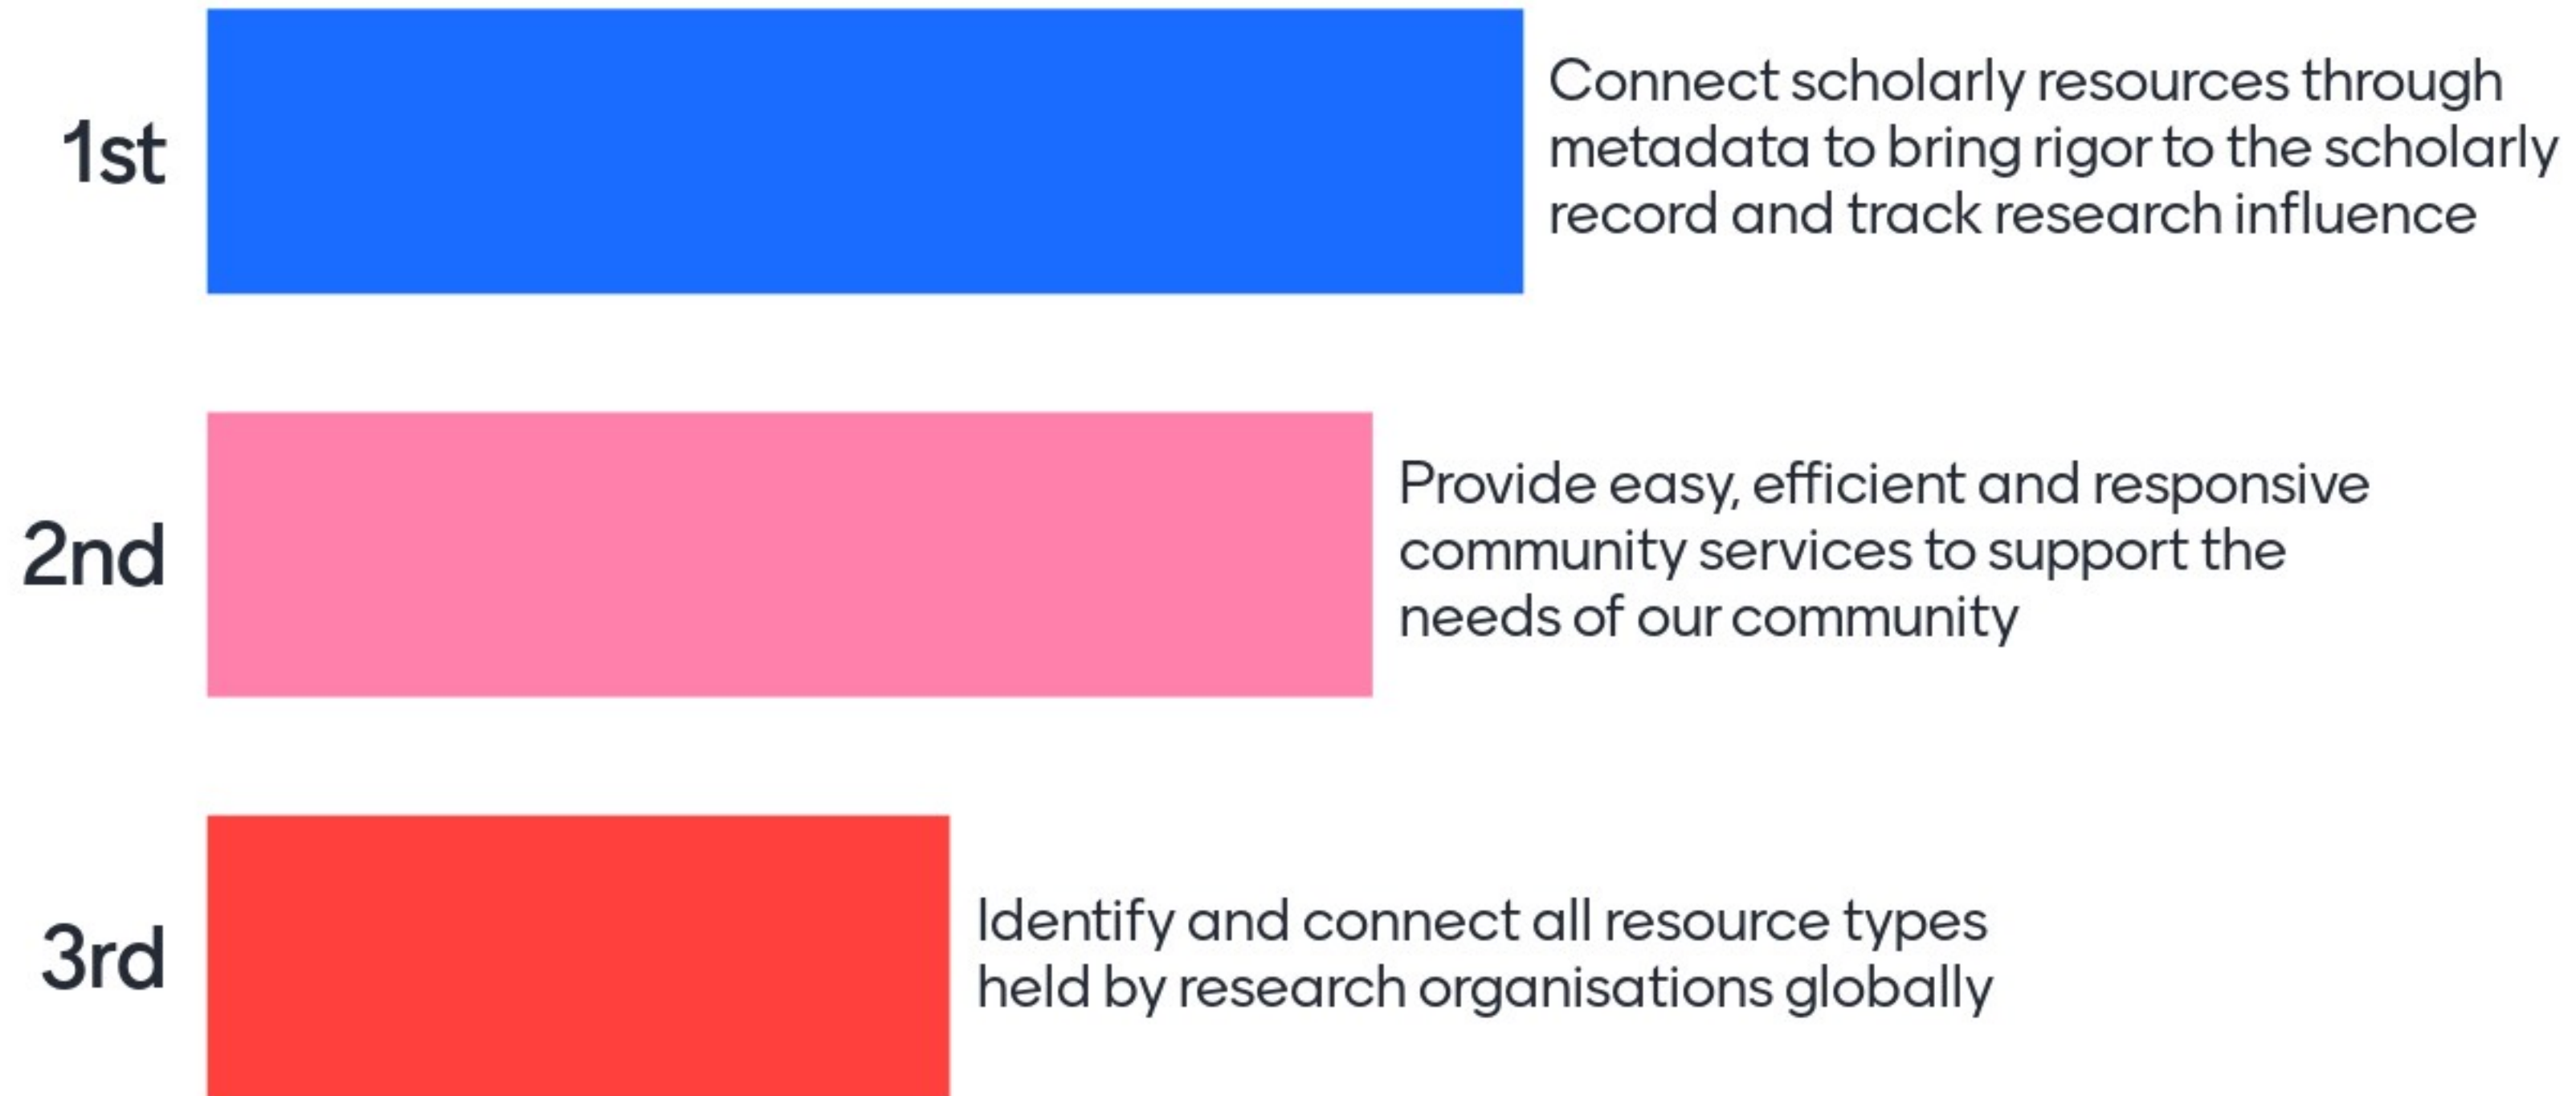 1st
Connect scholarly resources through
metadata to bring rigor to the scholarly
record and track research influence
2nd
Provide easy, efficient and responsive
community services to support the
needs of our community
3rd
Identify and connect all resource types
held by research organisations globally